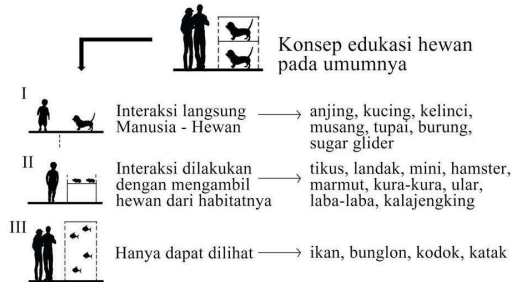 Konsep edukasi hewan
pada umumnya
I
Interaksi langsung
Manusia - Hewan
anjing, kucing, kelinci,
musang, tupai, burung,
sugar glider
II
Interaksi dilakukan
dengan mengambil
hewan dari habitatnya
tikus, landak, mini, hamster,
marmut, kura-kura, ular,
laba-laba, kalajengking
III
Hanya dapat dilihat
ikan, bunglon, kodok, katak